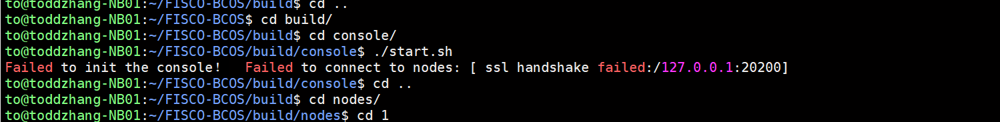 to@toddzhang-NB01:~/FISCO-BCOS/build$ cd ..
to@toddzhang-NB01:~/FISCO-BCOS$ cd build/
to@toddzhang-NB01:~/FISCO-BCOS/build$ cd console/
to@toddzhang-NB01:~/FISCO-BCOS/build/console$ ./start.sh
Failed to init the console!  Failed to connect to nodes: [ ssl handshake failed:/127.0.0.1:20200]
to@toddzhang-NB01:~/FISCO-BCOS/build/console$ cd ..
to@toddzhang-NB01:~/FISCO-BCOS/build$ cd nodes/
to@toddzhang-NB01:~/FISCO-BCOS/build/nodes$ cd 1